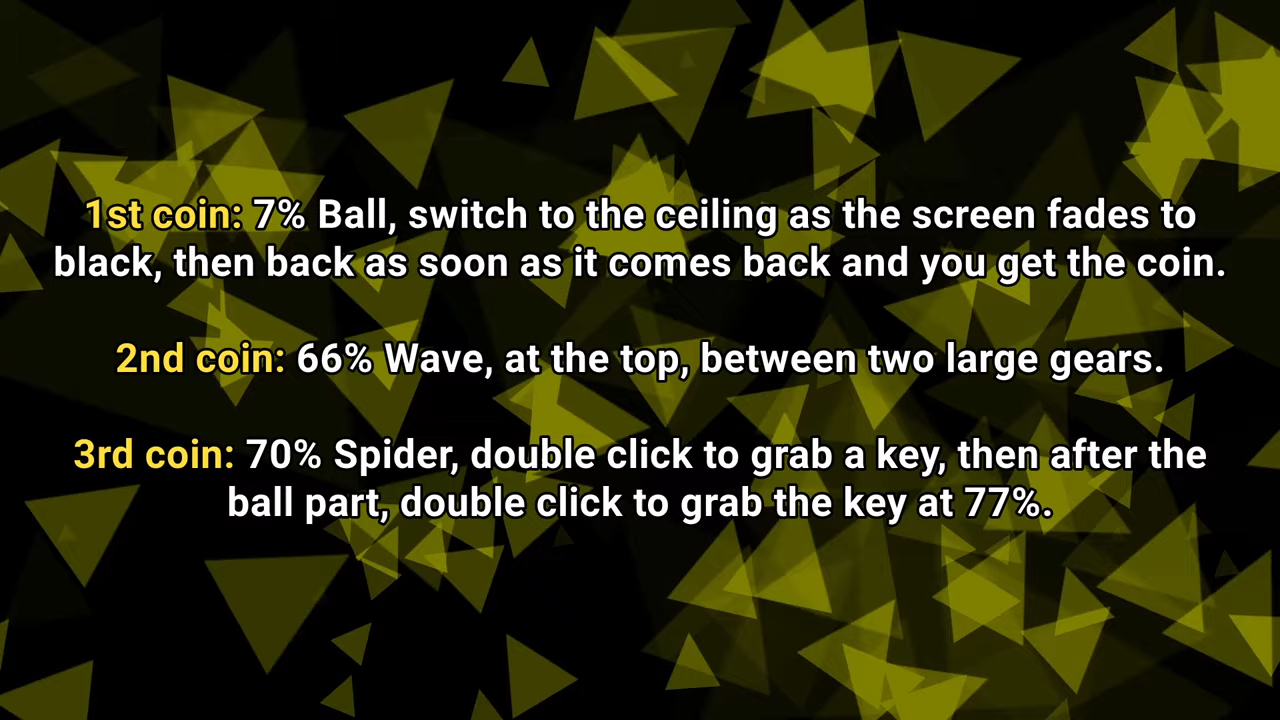 1st coin: 7% Ball, switch to the ceiling as the screen fades to
black, then back as soon as it comes back and you get the coin.
2nd coin: 66% Wave, at the top, between two large gears.
3rd coin: 70% Spider, double click to grab a key, then after the
ball part, double click to grab the key at 77%.